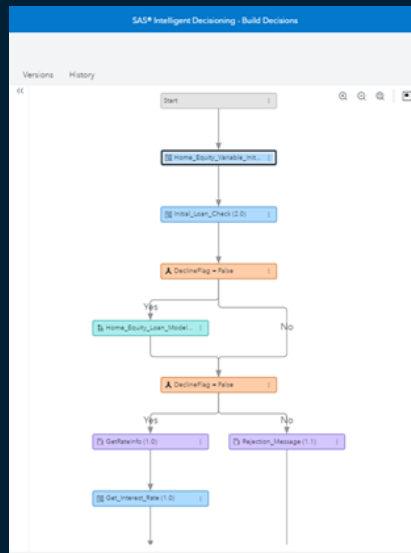 SAS® Intelligent Decisioning - Build Decisions
Versions History
Start
Home_Equity_Variable_Init...
Initial_Loan_Check (2.0)
DeclineFlag = False
Yes
No
Home_Equity_Loan_Model...
DeclineFlag = False
Yes
No
GetRateInfo (1.0)
Rejection_Message (1.1)
Get_Interest_Rate (1.0)